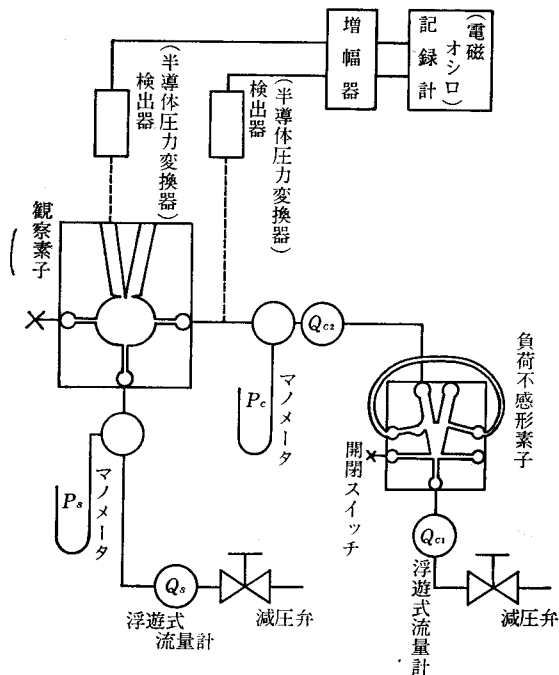 増幅器
記録計
(電磁オシロ)
検出器
(半導体圧力変換器)
検出器
(半導体圧力変換器)
観察素子
Qc2
Pc
マノメータ
負荷不感形素子
開閉スイッチ
Ps
マノメータ
Qc1
浮遊式流量計
減圧弁
Qs
浮遊式
流量計
減圧弁